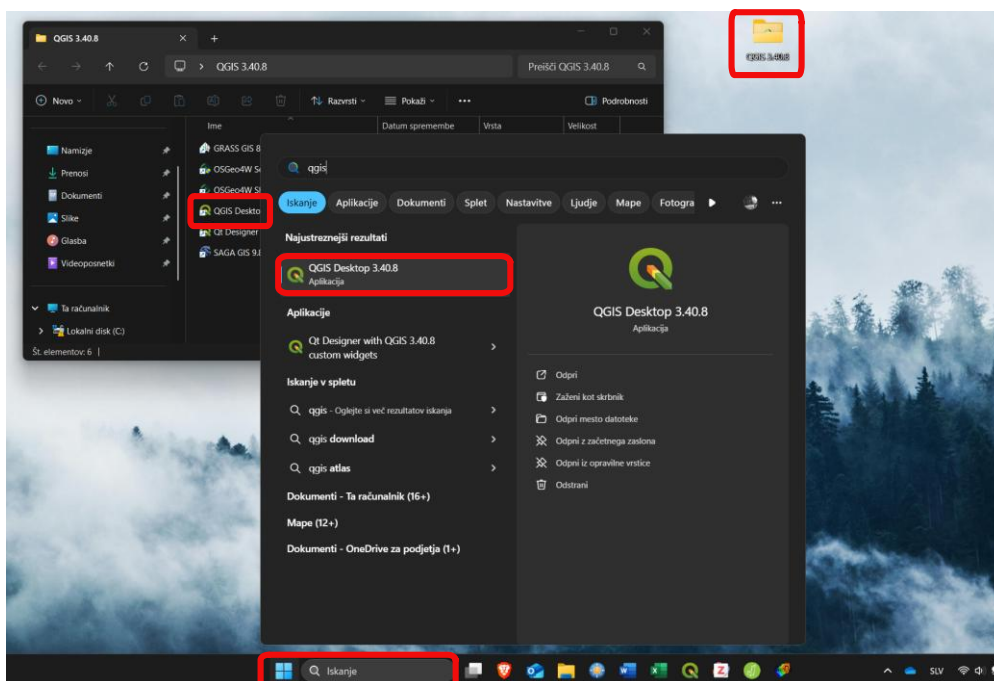 QGIS 3.40.8
QGIS 3.40.8
QGIS 3.40.8
Preišči QGIS 3.40.8
Novo
Razvrsti
Pokaži
Podrobnosti
Ime
Datum spremembe
Vrsta
Velikost
Namizje
Prenosi
Dokumenti
Slike
Glasba
Videoposnetki
Ta računalnik
Lokalni disk (C:)
Št. elementov: 6
GRASS GIS 8
OSGeo4W
OSGeo4W
QGIS Deskto
Qt Designer
SAGA GIS
qgis
Iskanje Aplikacije Dokumenti Splet Nastavitve Ljudje Mape Fotogra
Najustreznejši rezultati
QGIS Desktop 3.40.8
Aplikacija
Aplikacije
Qt Designer with QGIS 3.40.8
custom widgets
Iskanje v spletu
qgis - Oglejte si več rezultatov iskanja
qgis download
qgis atlas
Dokumenti - Ta računalnik (16+)
Mape (12+)
Dokumenti - OneDrive za podjetja (1+)
QGIS Desktop 3.40.8
Aplikacija
Odpri
Zaženi kot skrbnik
Odpri mesto datoteke
Odpni z začetnega zaslona
Odpni iz opravilne vrstice
Odstrani
Iskanje
SLV